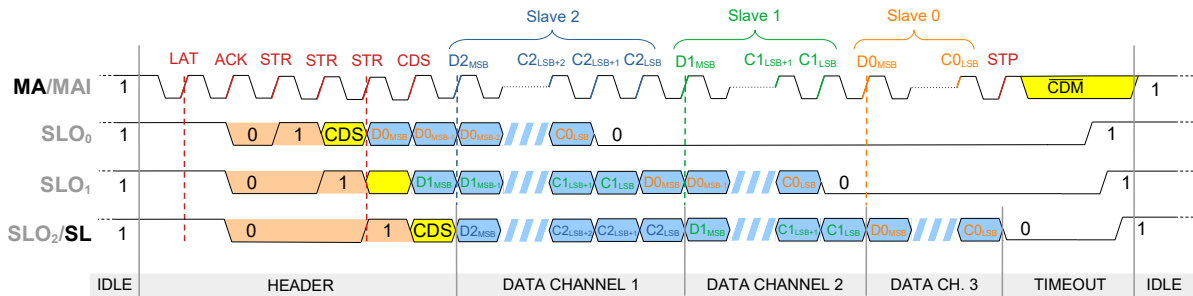 Slave 2 Slave 1 Slave 0
LAT ACK STR STR STR CDS D2MSB C2LSB+2 C2LSB+1 C2LSB D1MSB C1LSB+1 C1LSB D0MSB C0LSB STP
MA/MAI 1 CDM 1
SLO0 1 0 1 CDS D0MSB D0MSB-1 D0MSB-2 C0LSB 0 1
SLO1 1 0 1 D1MSB D1MSB-1 C1LSB+1 C1LSB D0MSB D0MSB-1 C0LSB 0 1
SLO2/SL 1 0 1 CDS D2MSB C2LSB+2 C2LSB+1 C2LSB D1MSB C1LSB+1 C1LSB D0MSB C0LSB 0 1
IDLE HEADER DATA CHANNEL 1 DATA CHANNEL 2 DATA CH. 3 TIMEOUT IDLE